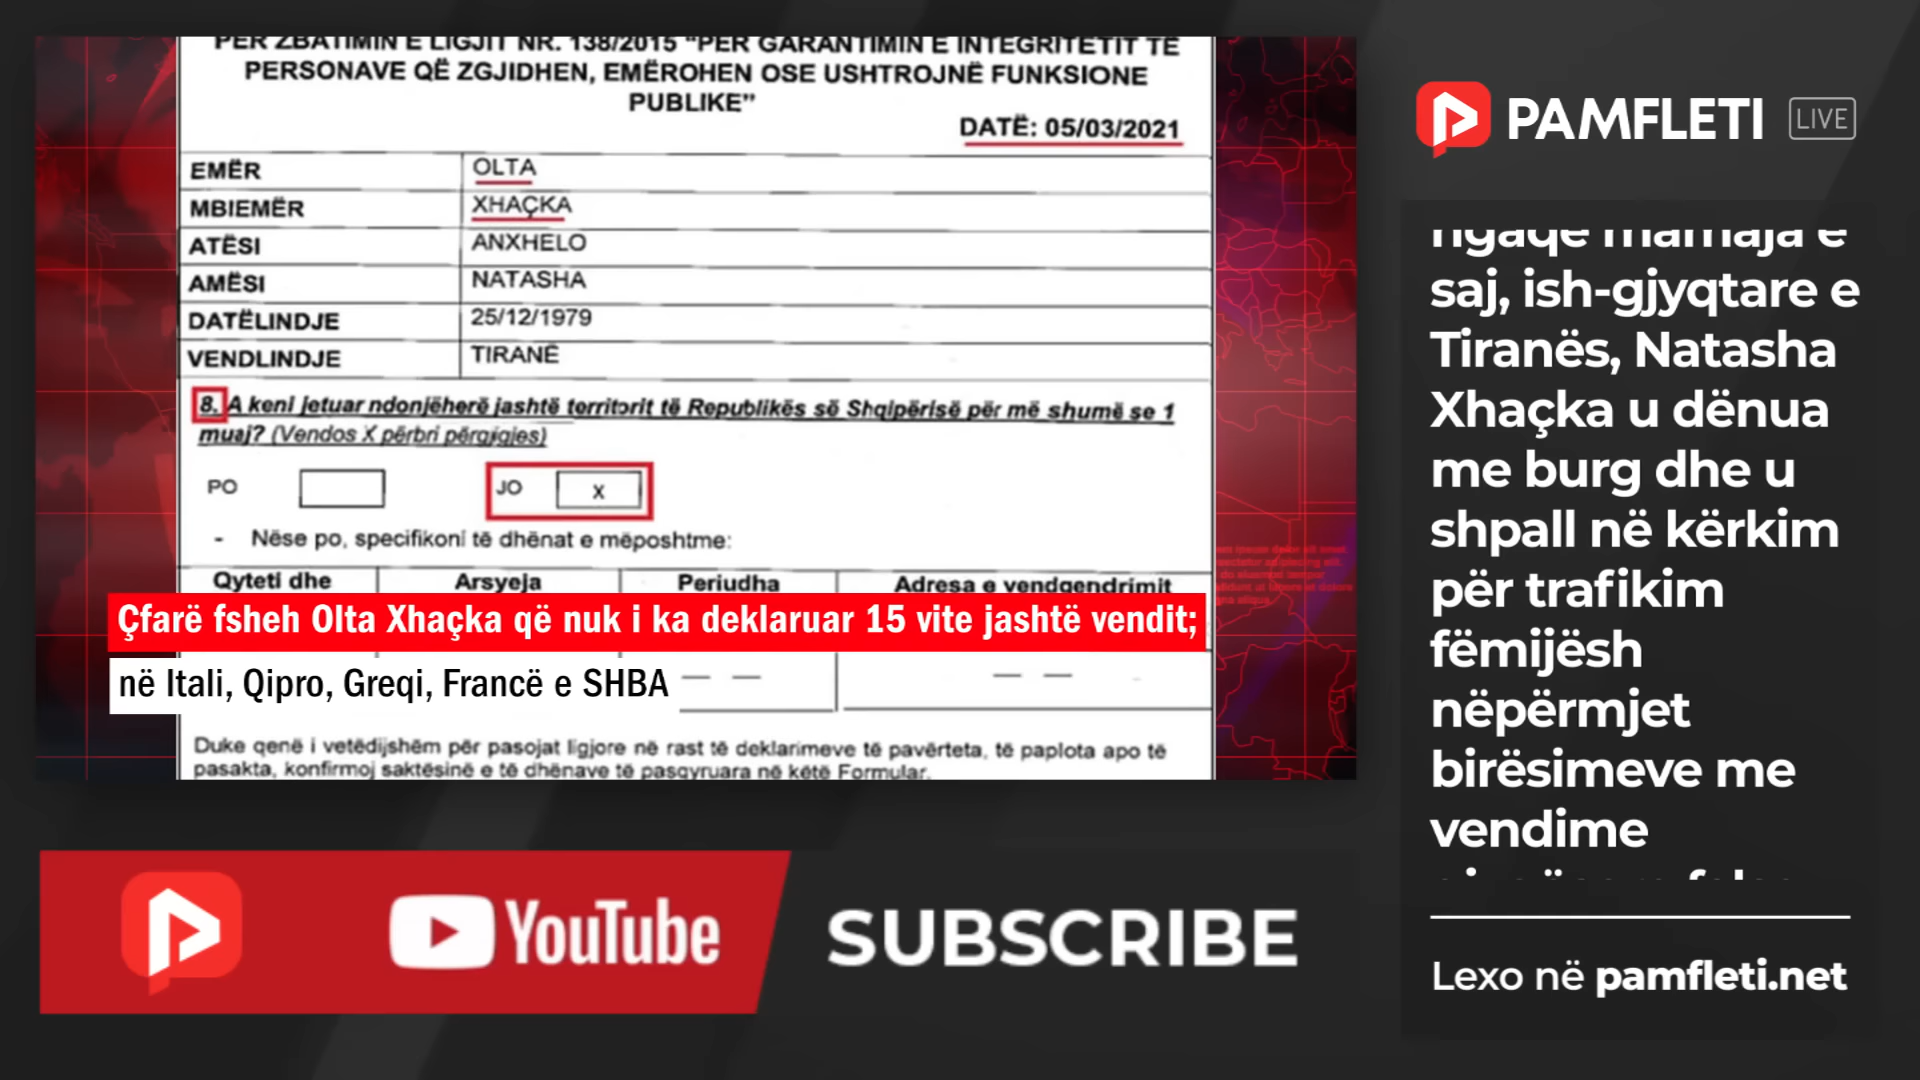 PËR ZBATIMIN E LIGJIT NR. 138/2015 "PËR GARANTIMIN E INTEGRITETIT TË
PERSONAVE QË ZGJIDHEN, EMËROHEN OSE USHTROJNË FUNKSIONE
PUBLIKE"
DATË: 05/03/2021
EMËR OLTA
MBIEMËR XHAÇKA
ATËSI ANXHELO
AMËSI NATASHA
DATËLINDJE 25/12/1979
VENDLINDJE TIRANË
8. A keni jetuar ndonjëherë jashtë territorit të Republikës së Shqipërisë për më shumë se 1
muaj? (Vendos X përbri përgjigjes)
PO JO X
- Nëse po, specifikoni të dhënat e mëposhtme:
Qyteti dhe Arsyeja Periudha Adresa e vendqendrimit
Çfarë fsheh Olta Xhaçka që nuk i ka deklaruar 15 vite jashtë vendit;
në Itali, Qipro, Greqi, Francë e SHBA
Duke qenë i vetëdijshëm për pasojat ligjore në rast të deklarimeve të pavërteta, të paplota apo të
pasakta, konfirmoj saktësinë e të dhënave të pasqyruara në këtë Formular.
YouTube
SUBSCRIBE
PAMFLETI LIVE
ngaqë mamaja e
saj, ish-gjyqtare e
Tiranës, Natasha
Xhaçka u dënua
me burg dhe u
shpall në kërkim
për trafikim
fëmijësh
nëpërmjet
birësimeve me
vendime
Lexo në pamfleti.net